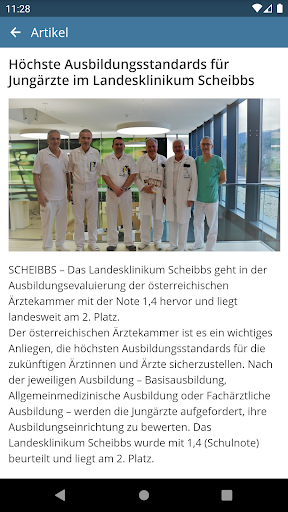 11:28
Artikel
Höchste Ausbildungsstandards für
Jungärzte im Landesklinikum Scheibbs
SCHEIBBS – Das Landesklinikum Scheibbs geht in der
Ausbildungsevaluierung der österreichischen
Ärztekammer mit der Note 1,4 hervor und liegt
landesweit am 2. Platz.
Der österreichischen Ärztekammer ist es ein wichtiges
Anliegen, die höchsten Ausbildungsstandards für die
zukünftigen Ärztinnen und Ärzte sicherzustellen. Nach
der jeweiligen Ausbildung – Basisausbildung,
Allgemeinmedizinische Ausbildung oder Fachärztliche
Ausbildung – werden die Jungärzte aufgefordert, ihre
Ausbildungseinrichtung zu bewerten. Das
Landesklinikum Scheibbs wurde mit 1,4 (Schulnote)
beurteilt und liegt am 2. Platz.